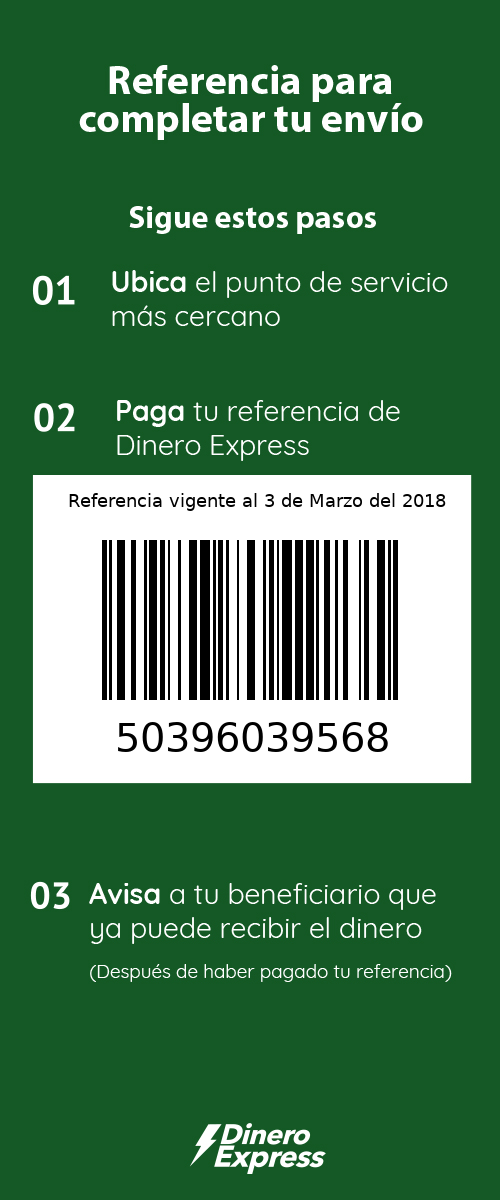 Referencia para
completar tu envío
Sigue estos pasos
01 Ubica el punto de servicio
más cercano
02 Paga tu referencia de
Dinero Express
Referencia vigente al 3 de Marzo del 2018
50396039568
03 Avisa a tu beneficiario que
ya puede recibir el dinero
(Después de haber pagado tu referencia)
Dinero
Express